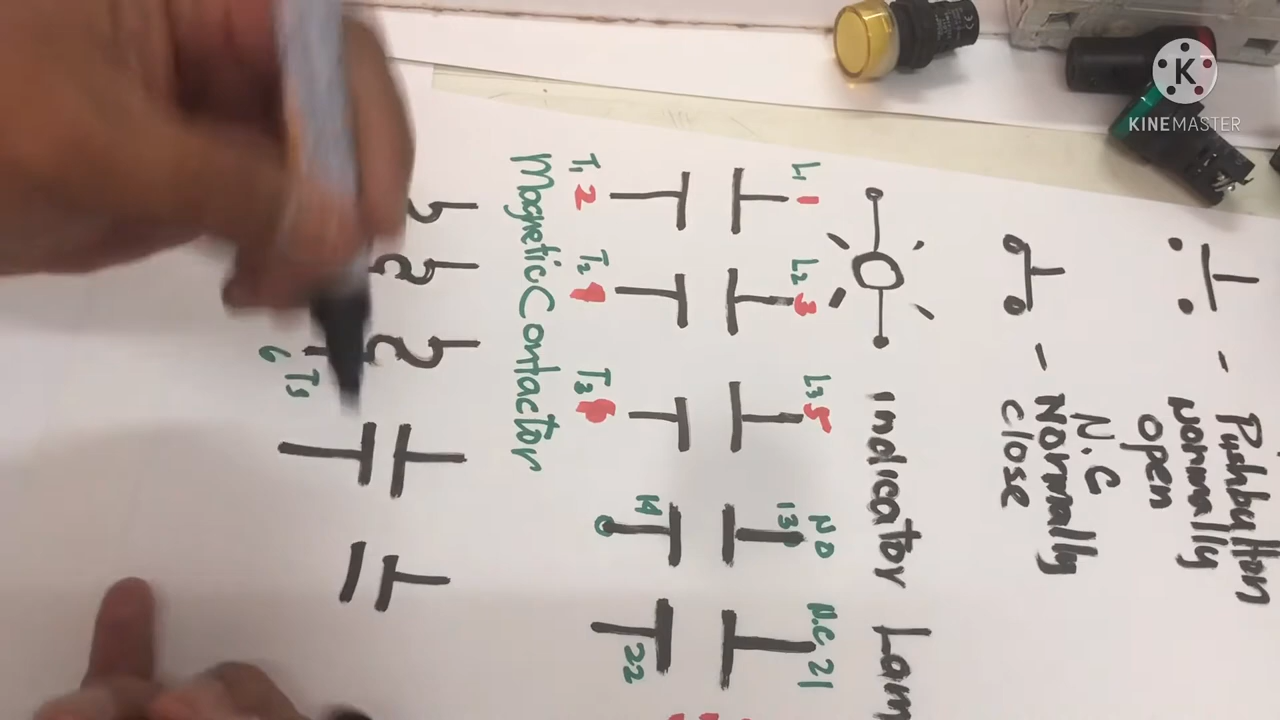 K
KINEMASTER
- Pushbutton
Normally
open
N.C
- Normally
close
indicator Lam
L1 1 L2 3 L3 5 NO 13 N.C 21
T1 2 T2 T3 14 22
Magnetic Contactor
T3
6